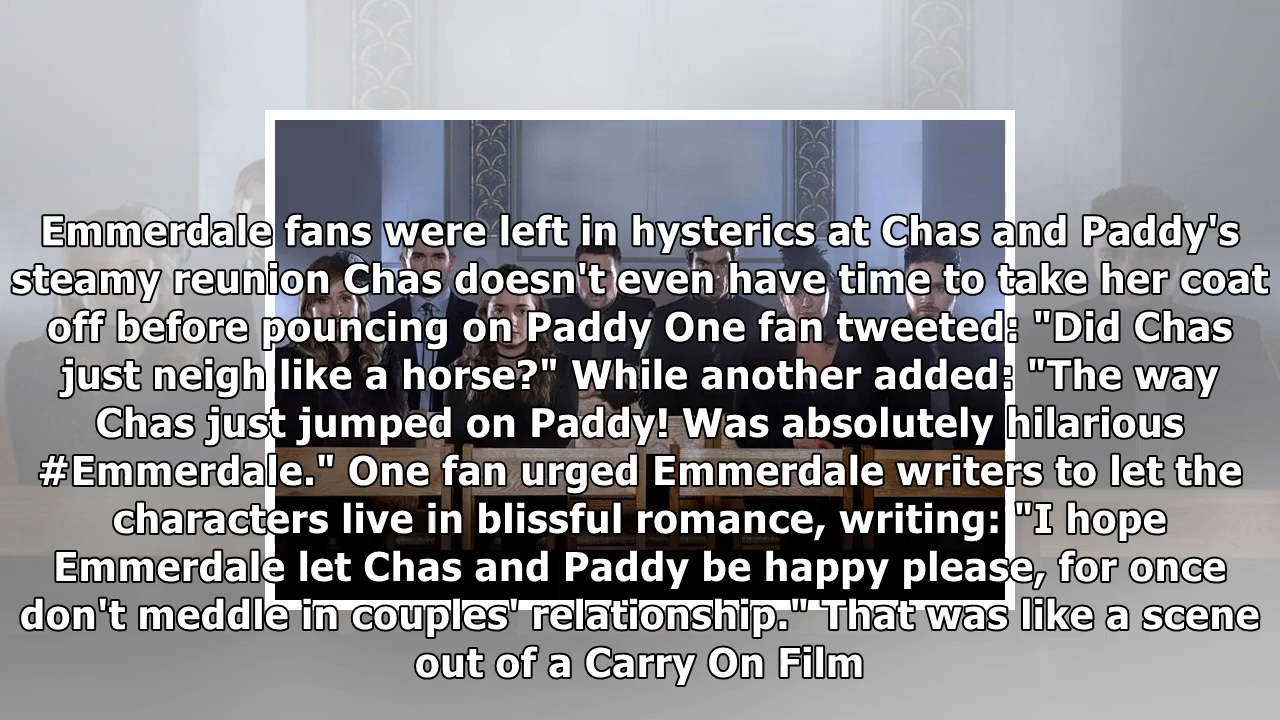 Emmerdale fans were left in hysterics at Chas and Paddy's
steamy reunion Chas doesn't even have time to take her coat
off before pouncing on Paddy One fan tweeted: "Did Chas
just neigh like a horse?" While another added: "The way
Chas just jumped on Paddy! Was absolutely hilarious
#Emmerdale." One fan urged Emmerdale writers to let the
characters live in blissful romance, writing: "I hope
Emmerdale let Chas and Paddy be happy please, for once
don't meddle in couples' relationship." That was like a scene
out of a Carry On Film